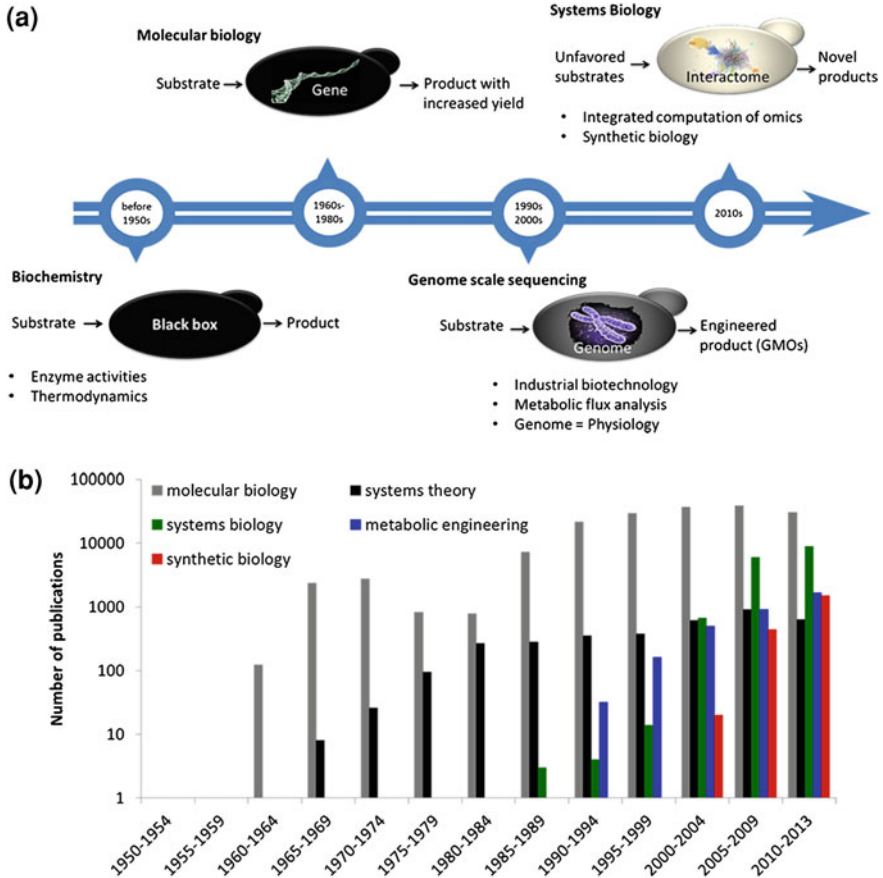 (a)
Molecular biology
Substrate
Gene
Product with
increased yield
Systems Biology
Unfavored
substrates
Interactome
Novel
products
• Integrated computation of omics
• Synthetic biology
before
1950s
1960s-
1980s
1990s
2000s
2010s
Biochemistry
Substrate
Black box
Product
• Enzyme activities
• Thermodynamics
Genome scale sequencing
Substrate
Genome
Engineered
product (GMOs)
• Industrial biotechnology
• Metabolic flux analysis
• Genome = Physiology
(b)
Number of publications
100000
10000
1000
100
10
1
molecular biology
systems theory
systems biology
metabolic engineering
synthetic biology
1950-1954
1955-1959
1960-1964
1965-1969
1970-1974
1975-1979
1980-1984
1985-1989
1990-1994
1995-1999
2000-2004
2005-2009
2010-2013